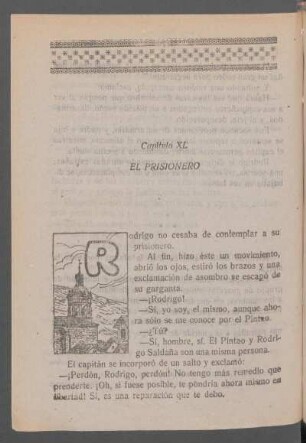 Capítulo XL
EL PRISIONERO
Rodrigo no cesaba de contemplar a su
prisionero.
Al fin, hizo éste un movimiento,
abrió los ojos, estiró los brazos y una
exclamación de asombro se escapó de
su garganta.
—¡Rodrigo!
—Sí, yo soy, el mismo, aunque aho-
ra sólo se me conoce por el Pinteo.
—¿Tú?
—Sí, hombre, sí. El Pinteo y Rodri-
go Saldaña son una misma persona.
El capitán se incorporó de un salto y exclamó:
—¡Perdón, Rodrigo, perdón! No tengo más remedio que
prenderte. ¡Oh, si fuese posible, te pondría ahora mismo en
libertad! Sí, es una reparación que te debo.